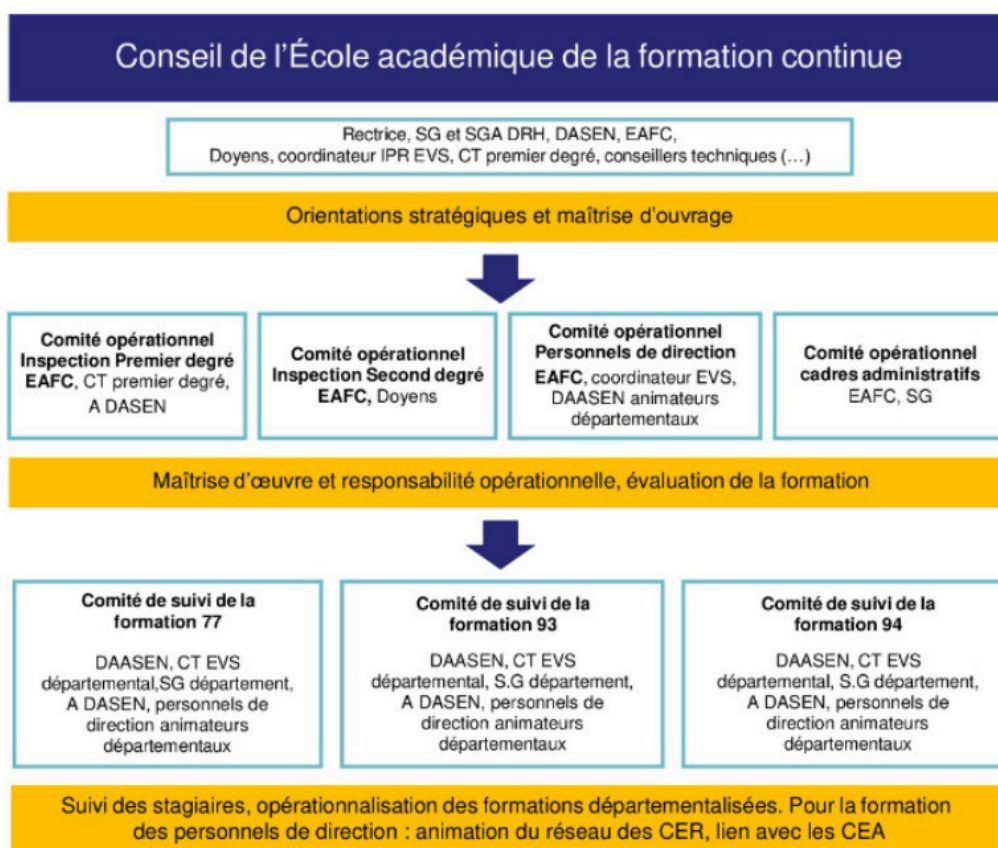 Conseil de l'École académique de la formation continue
Rectrice, SG et SGA DRH, DASEN, EAFC,
Doyens, coordinateur IPR EVS, CT premier degré, conseillers techniques (…)
Orientations stratégiques et maîtrise d'ouvrage
Comité opérationnel
Inspection Premier degré
EAFC, CT premier degré,
A DASEN
Comité opérationnel
Inspection Second degré
EAFC, Doyens
Comité opérationnel
Personnels de direction
EAFC, coordinateur EVS,
DAASEN animateurs
départementaux
Comité opérationnel
cadres administratifs
EAFC, SG
Maîtrise d'œuvre et responsabilité opérationnelle, évaluation de la formation
Comité de suivi de la
formation 77
DAASEN, CT EVS
départemental,SG département,
A DASEN, personnels de
direction animateurs
départementaux
Comité de suivi de la
formation 93
DAASEN, CT EVS
départemental, S.G département,
A DASEN, personnels de
direction animateurs
départementaux
Comité de suivi de la
formation 94
DAASEN, CT EVS
départemental, S.G département,
A DASEN, personnels de
direction animateurs
départementaux
Suivi des stagiaires, opérationnalisation des formations départementalisées. Pour la formation
des personnels de direction : animation du réseau des CER, lien avec les CEA